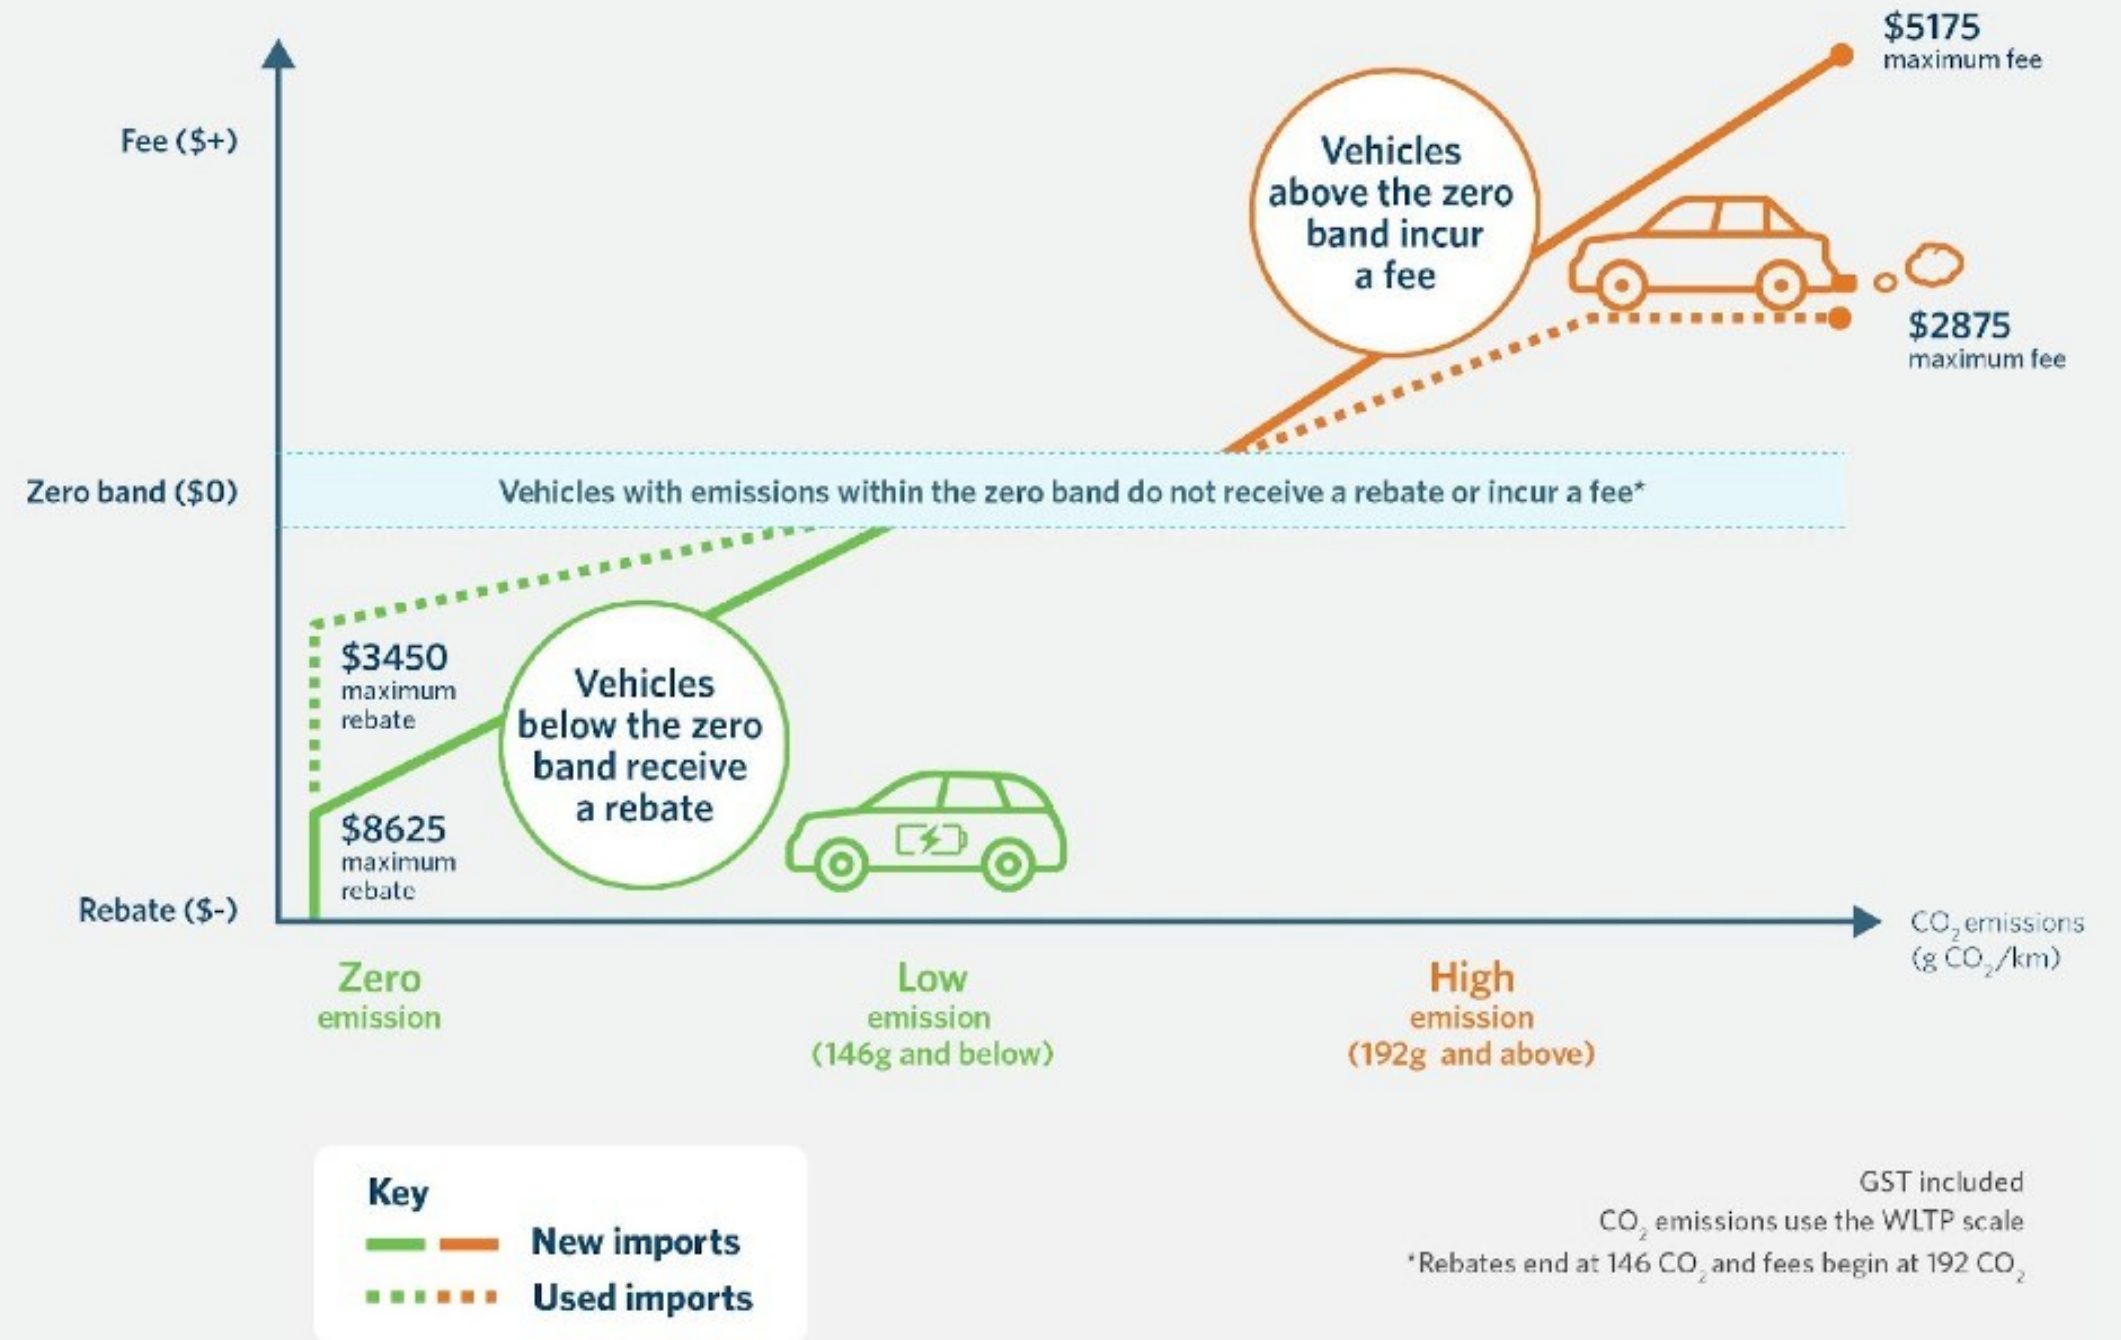 $5175
maximum fee
Fee ($+)
Vehicles
above the zero
band incur
a fee
$2875
maximum fee
Zero band ($0)
Vehicles with emissions within the zero band do not receive a rebate or incur a fee*
$3450
maximum
rebate
Vehicles
below the zero
band receive
a rebate
$8625
maximum
rebate
Rebate ($-)
CO₂ emissions
(g CO₂/km)
Zero
emission
Low
emission
(146g and below)
High
emission
(192g and above)
Key
New imports
Used imports
GST included
CO₂ emissions use the WLTP scale
*Rebates end at 146 CO₂ and fees begin at 192 CO₂